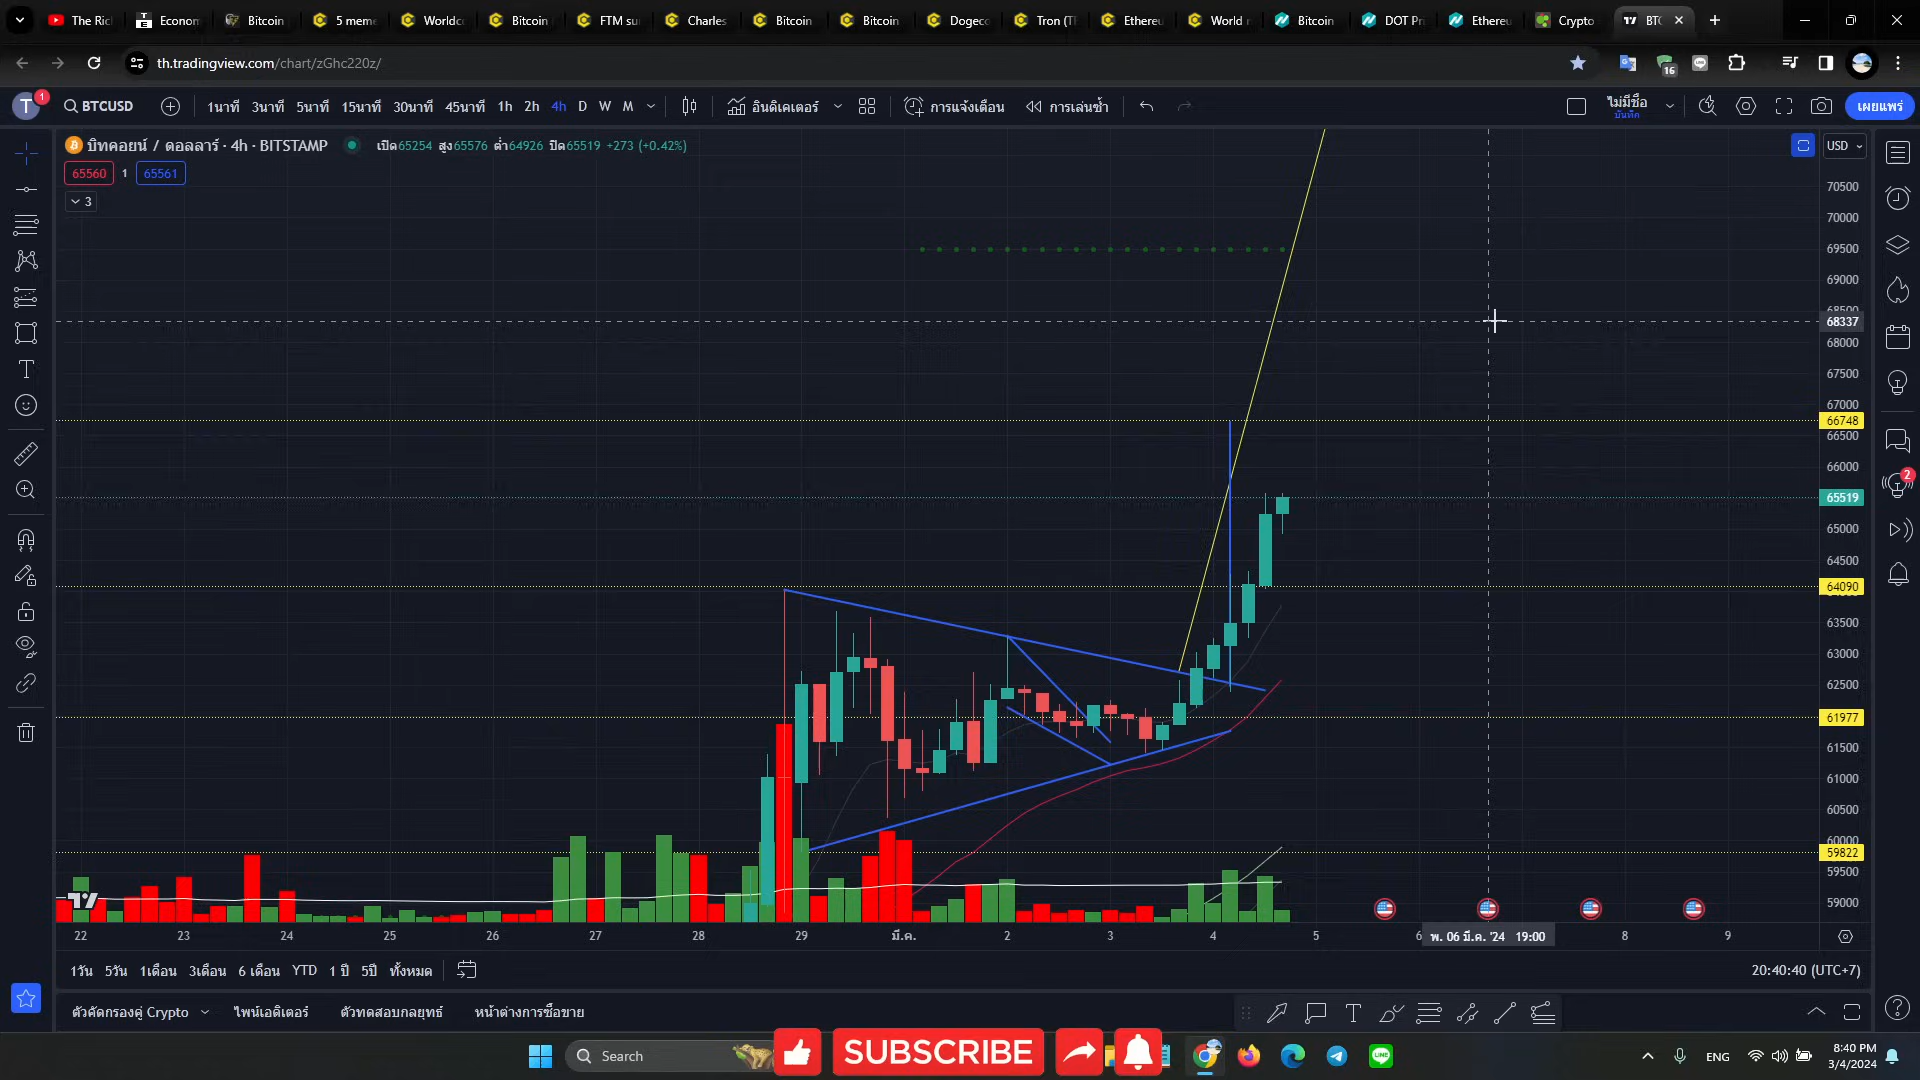 The Ric
Econom
Bitcoin
5 meme
Worldc
Bitcoin
FTM su
Charles
Bitcoin
Bitcoin
Dogeco
Tron (T
Ethereu
World r
Bitcoin
DOT Pr
Ethereu
Crypto
BTC
th.tradingview.com/chart/zGhc220z/
16
T
1
BTCUSD
1นาที 3นาที 5นาที 15นาที 30นาที 45นาที 1h 2h 4h D W M
อินดิเคเตอร์
การแจ้งเตือน
การเล่นซ้ำ
ไม่มีชื่อ
บันทึก
เผยแพร่
บิทคอยน์ / ดอลลาร์ · 4h · BITSTAMP
เปิด65254 สูง65576 ต่ำ64926 ปิด65519 +273 (+0.42%)
USD
65560 1 65561
3
70500
70000
69500
69000
68500
68337
68000
67500
67000
66748
66500
66000
65519
65000
64500
64090
63500
63000
62500
61977
61500
61000
60500
60000
59822
59500
59000
2
22 23 24 25 26 27 28 29 มี.ค. 2 3 4 5 6 พ. 06 มี.ค. '24 19:00 8 9
1วัน 5วัน 1เดือน 3เดือน 6 เดือน YTD 1 ปี 5ปี ทั้งหมด
20:40:40 (UTC+7)
ตัวคัดกรองคู่ Crypto ไพน์เอดิเตอร์ ตัวทดสอบกลยุทธ์ หน้าต่างการซื้อขาย
Search
SUBSCRIBE
ENG
8:40 PM
3/4/2024